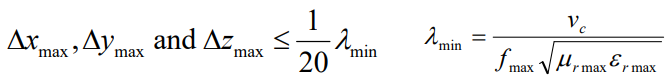 Δx_max, Δy_max and Δz_max ≤ 1/20 λ_min    λ_min = v_c / (f_max √(μ_r max ε_r max))